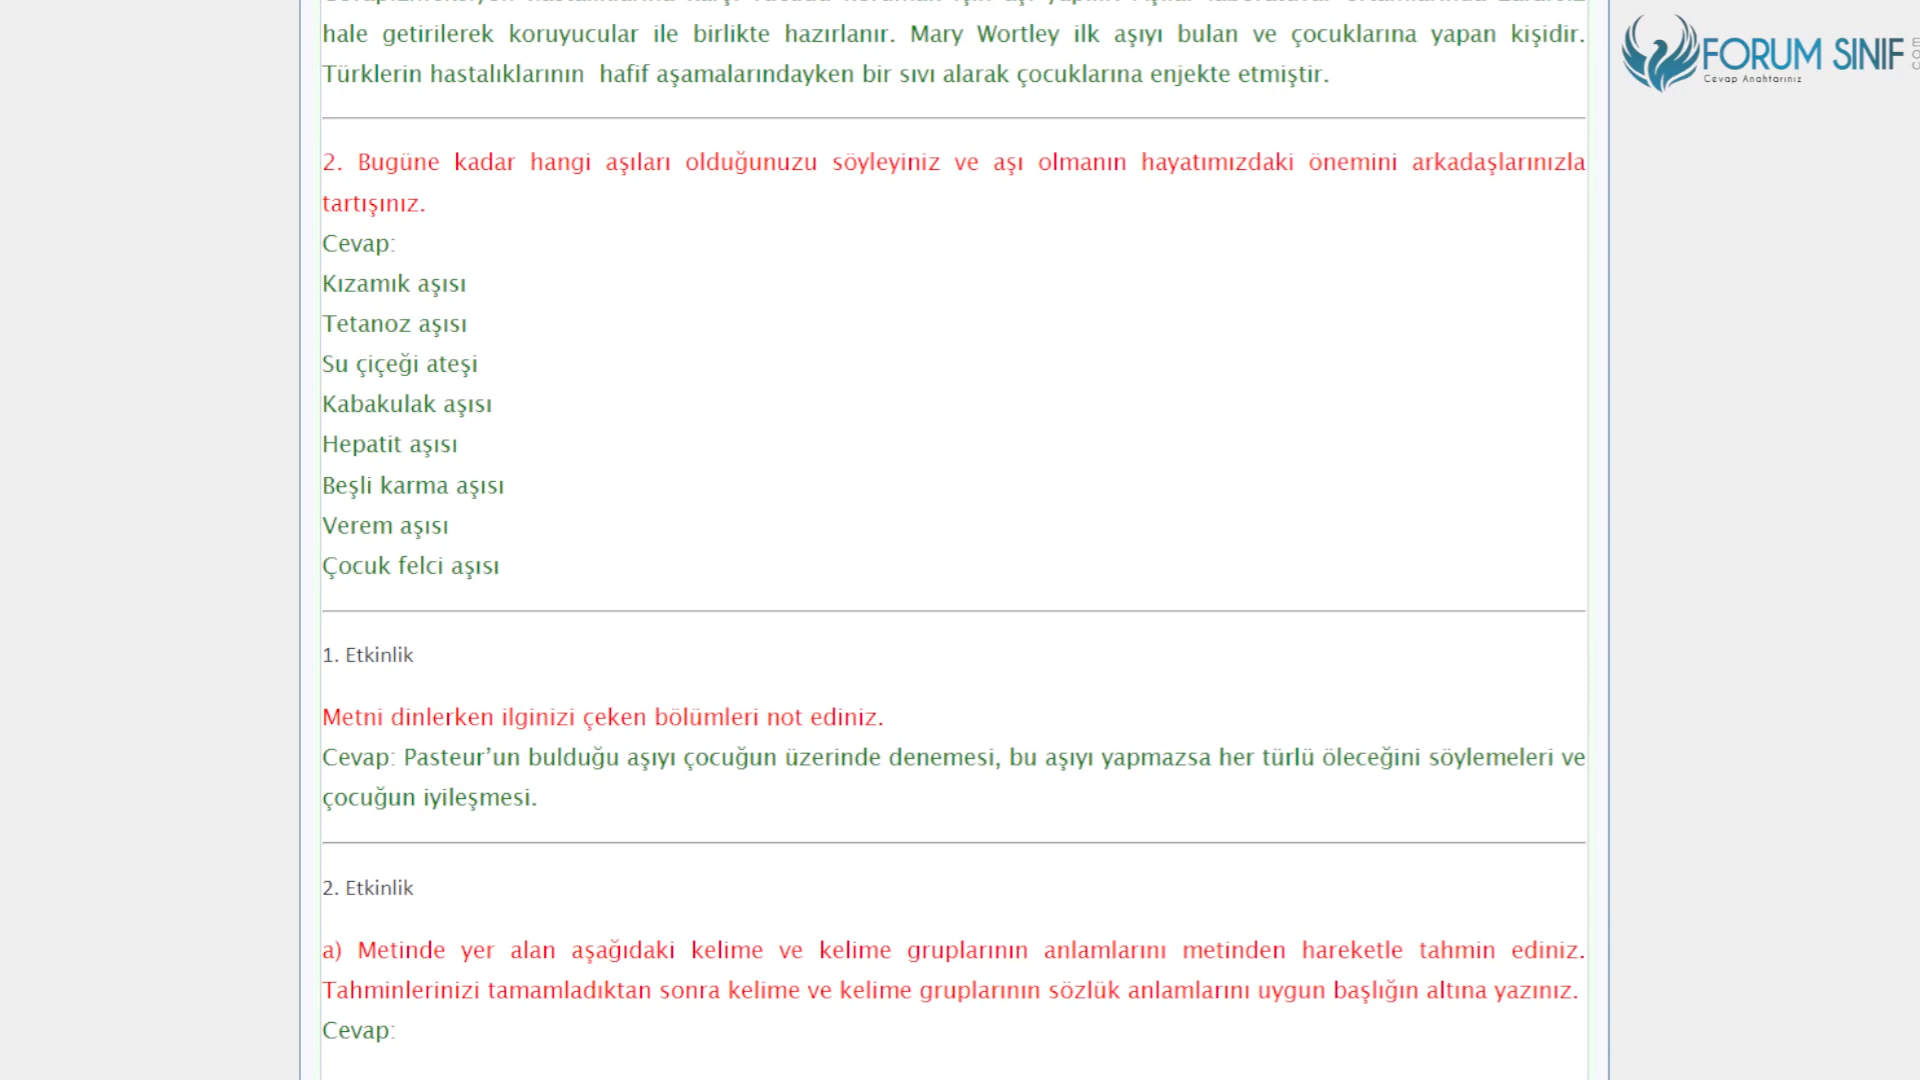 hale getirilerek koruyucular ile birlikte hazırlanır. Mary Wortley ilk aşıyı bulan ve çocuklarına yapan kişidir.
Türklerin hastalıklarının hafif aşamalarındayken bir sıvı alarak çocuklarına enjekte etmiştir.
FORUM SINIF
Cevap Anahtarınız
2. Bugüne kadar hangi aşıları olduğunuzu söyleyiniz ve aşı olmanın hayatımızdaki önemini arkadaşlarınızla
tartışınız.
Cevap:
Kızamık aşısı
Tetanoz aşısı
Su çiçeği ateşi
Kabakulak aşısı
Hepatit aşısı
Beşli karma aşısı
Verem aşısı
Çocuk felci aşısı
1. Etkinlik
Metni dinlerken ilginizi çeken bölümleri not ediniz.
Cevap: Pasteur’un bulduğu aşıyı çocuğun üzerinde denemesi, bu aşıyı yapmazsa her türlü öleceğini söylemeleri ve
çocuğun iyileşmesi.
2. Etkinlik
a) Metinde yer alan aşağıdaki kelime ve kelime gruplarının anlamlarını metinden hareketle tahmin ediniz.
Tahminlerinizi tamamladıktan sonra kelime ve kelime gruplarının sözlük anlamlarını uygun başlığın altına yazınız.
Cevap: